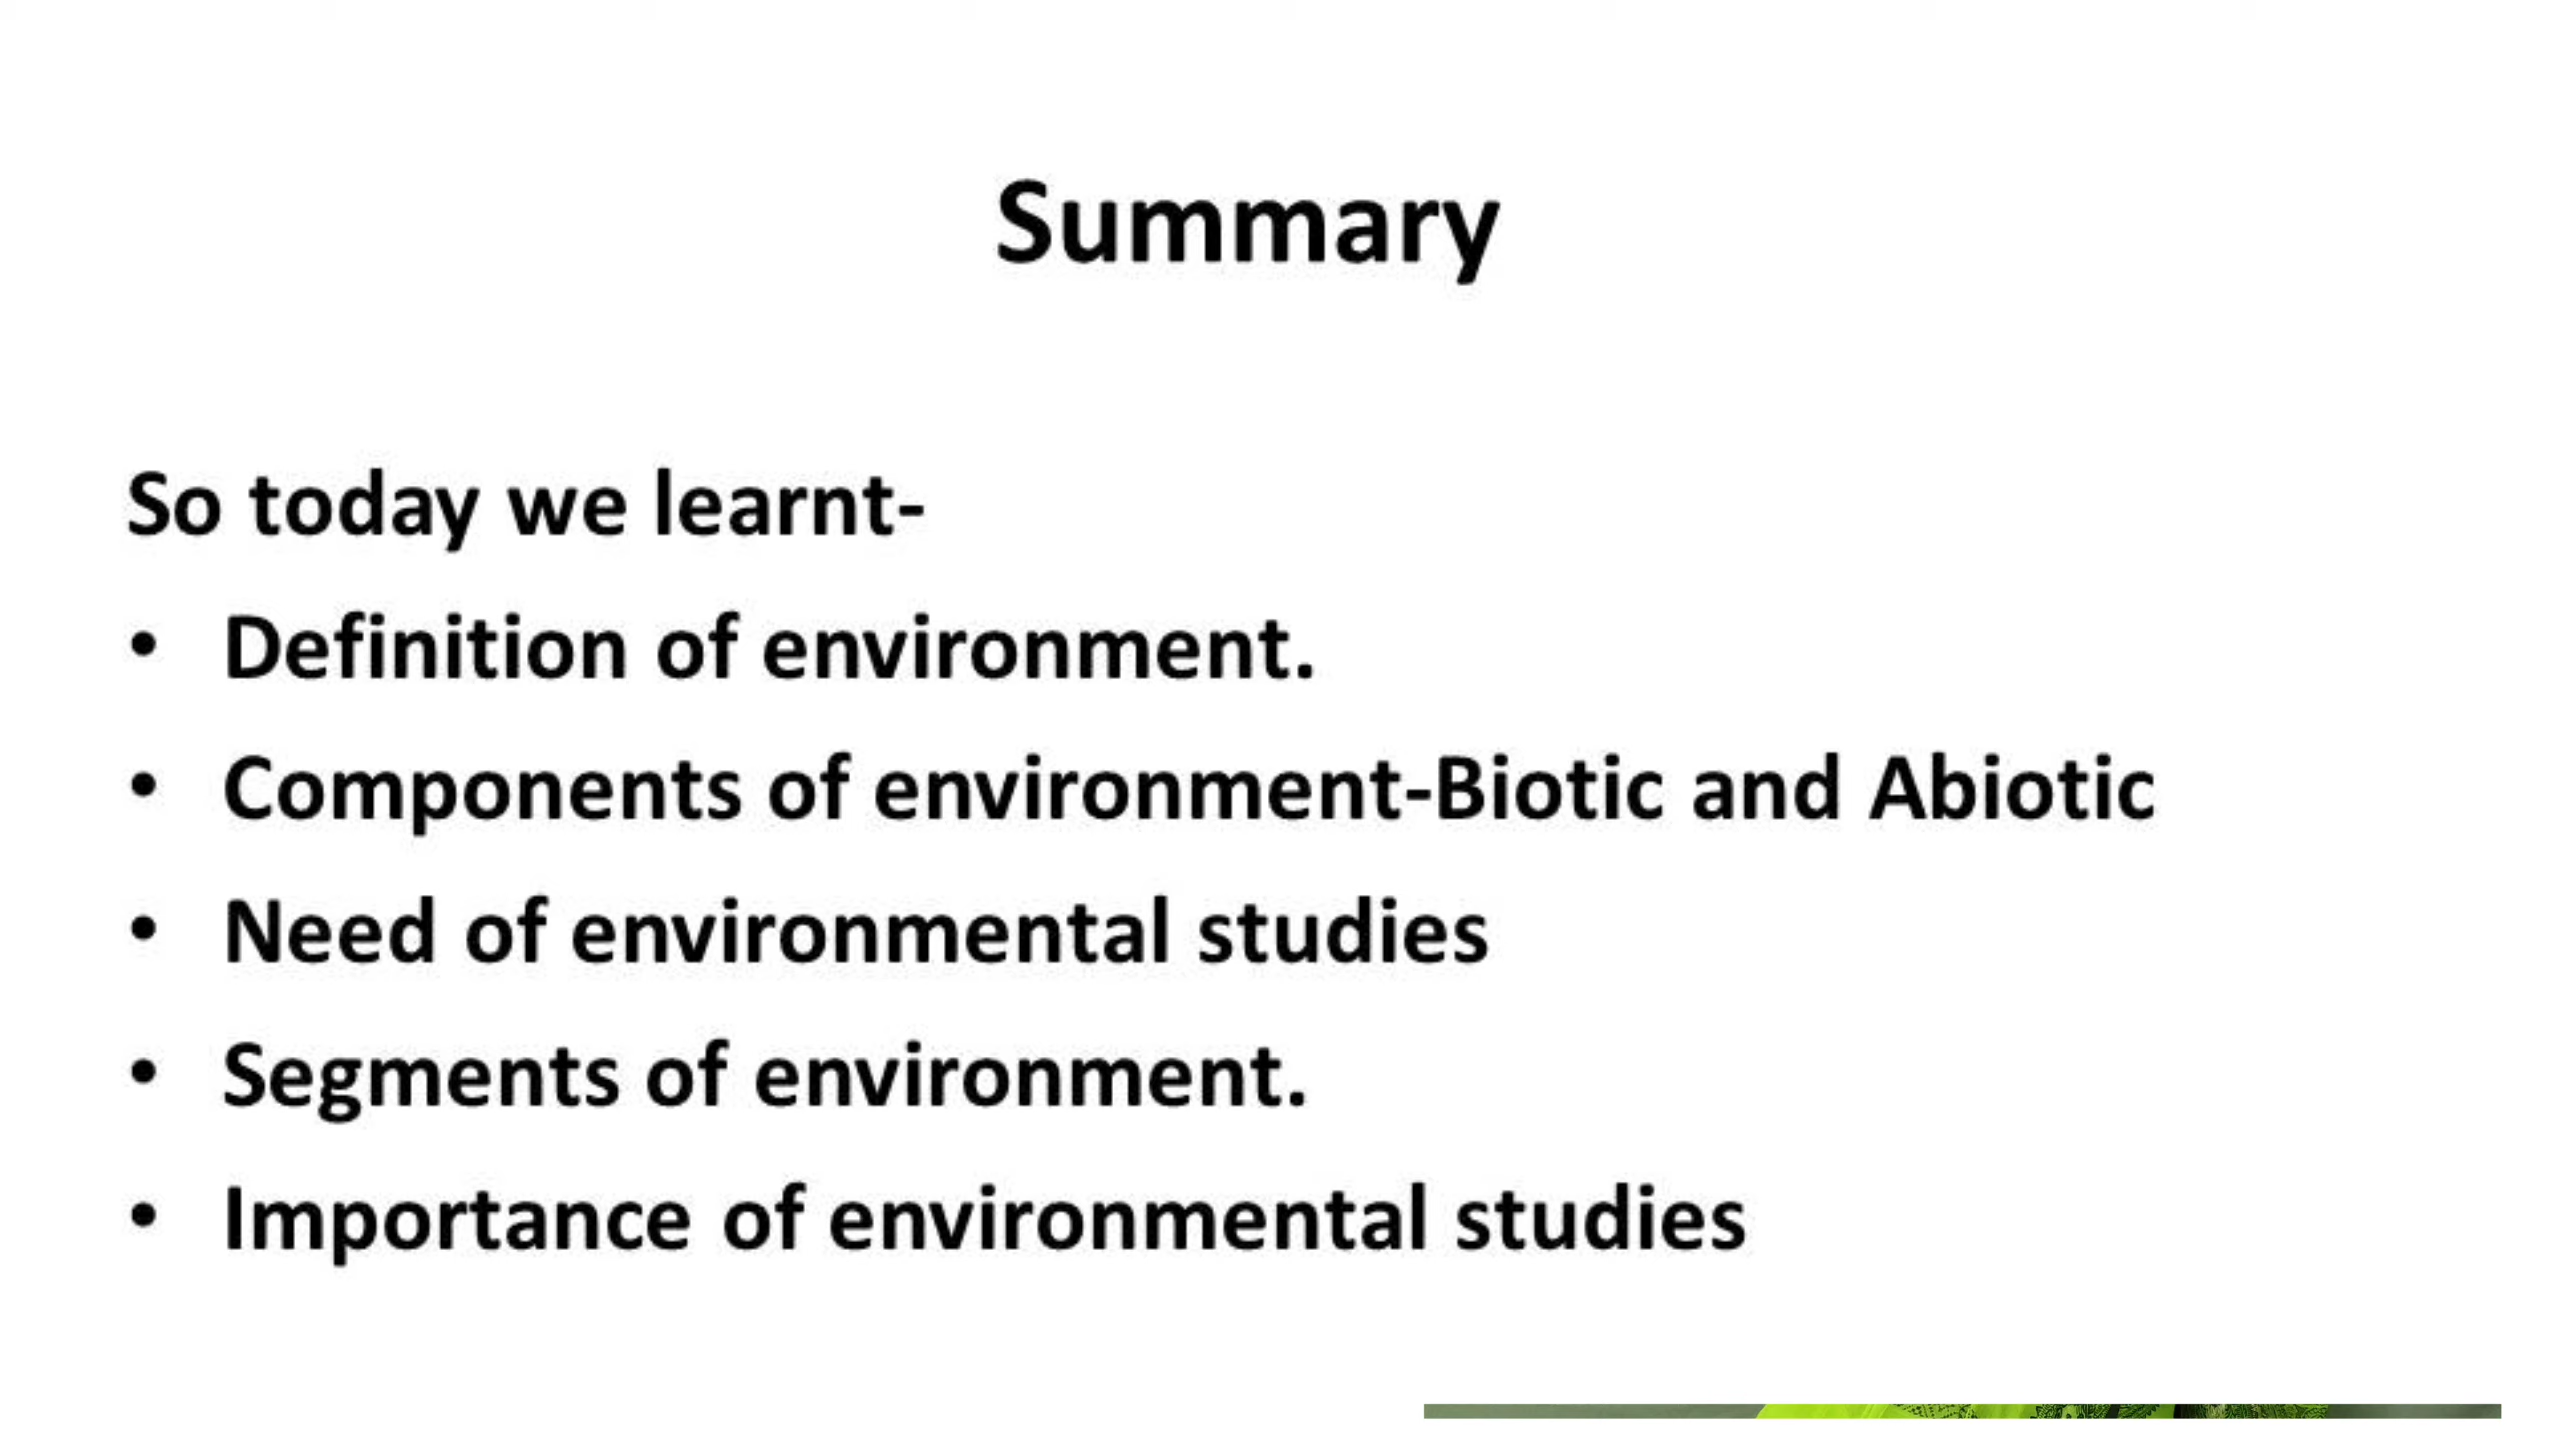 Summary
So today we learnt-
• Definition of environment.
• Components of environment-Biotic and Abiotic
• Need of environmental studies
• Segments of environment.
• Importance of environmental studies